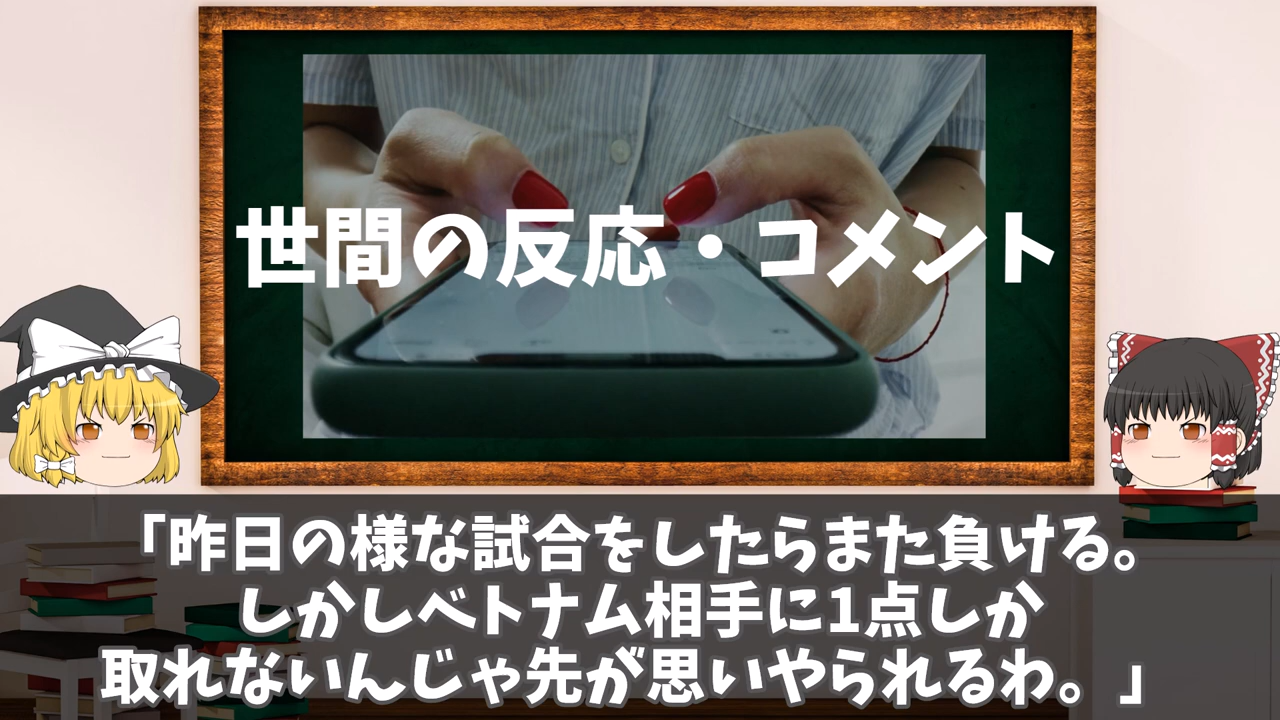 世間の反応・コメント
「昨日の様な試合をしたらまた負ける。
しかしベトナム相手に1点しか
取れないんじゃ先が思いやられるわ。」